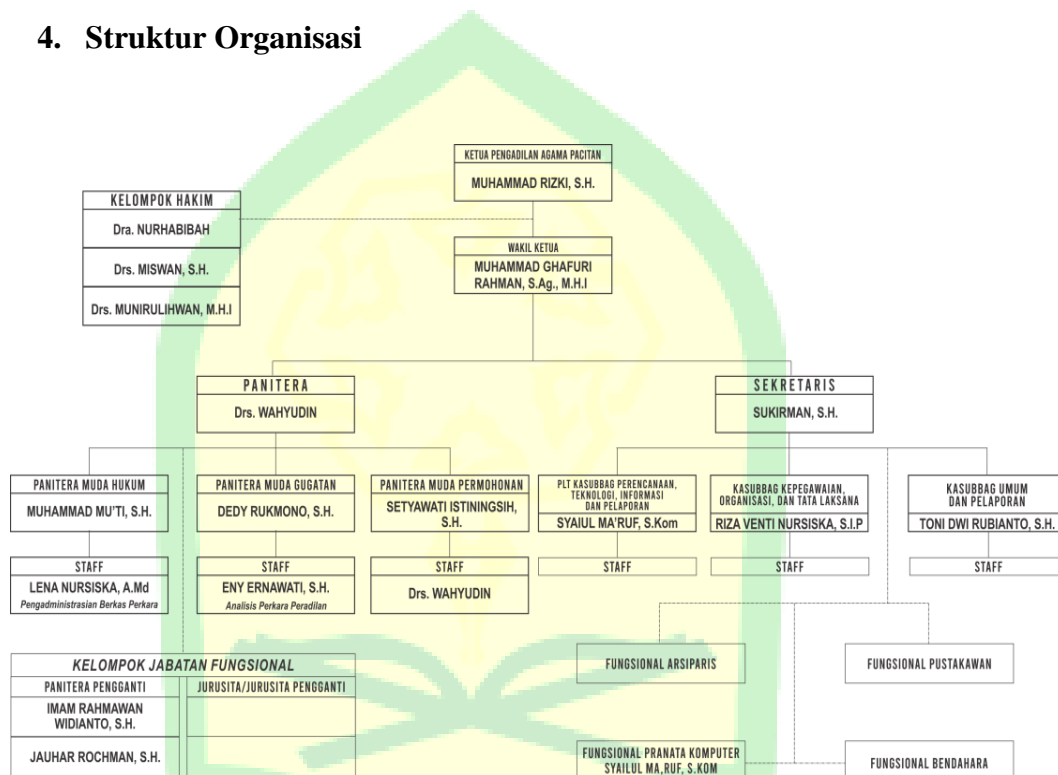 4. Struktur Organisasi
KETUA PENGADILAN AGAMA PACITAN
MUHAMMAD RIZKI, S.H.
KELOMPOK HAKIM
Dra. NURHABIBAH
Drs. MISWAN, S.H.
Drs. MUNIRULIHWAN, M.H.I
WAKIL KETUA
MUHAMMAD GHAFURI
RAHMAN, S.Ag., M.H.I
PANITERA
Drs. WAHYUDIN
SEKRETARIS
SUKIRMAN, S.H.
PANITERA MUDA HUKUM
MUHAMMAD MU'TI, S.H.
PANITERA MUDA GUGATAN
DEDY RUKMONO, S.H.
PANITERA MUDA PERMOHONAN
SETYAWATI ISTININGSIH,
S.H.
PLT KASUBBAG PERENCANAAN,
TEKNOLOGI, INFORMASI
DAN PELAPORAN
SYAIUL MA'RUF, S.Kom
KASUBBAG KEPEGAWAIAN,
ORGANISASI, DAN TATA LAKSANA
RIZA VENTI NURSISKA, S.I.P
KASUBBAG UMUM
DAN PELAPORAN
TONI DWI RUBIANTO, S.H.
STAFF
LENA NURSISKA, A.Md
Pengadministrasian Berkas Perkara
STAFF
ENY ERNAWATI, S.H.
Analisis Perkara Peradilan
STAFF
Drs. WAHYUDIN
STAFF
STAFF
STAFF
KELOMPOK JABATAN FUNGSIONAL
PANITERA PENGGANTI
IMAM RAHMAWAN
WIDIANTO, S.H.
JAUHAR ROCHMAN, S.H.
JURUSITA/JURUSITA PENGGANTI
FUNGSIONAL ARSIPARIS
FUNGSIONAL PUSTAKAWAN
FUNGSIONAL PRANATA KOMPUTER
SYAILUL MA,RUF, S.KOM
FUNGSIONAL BENDAHARA